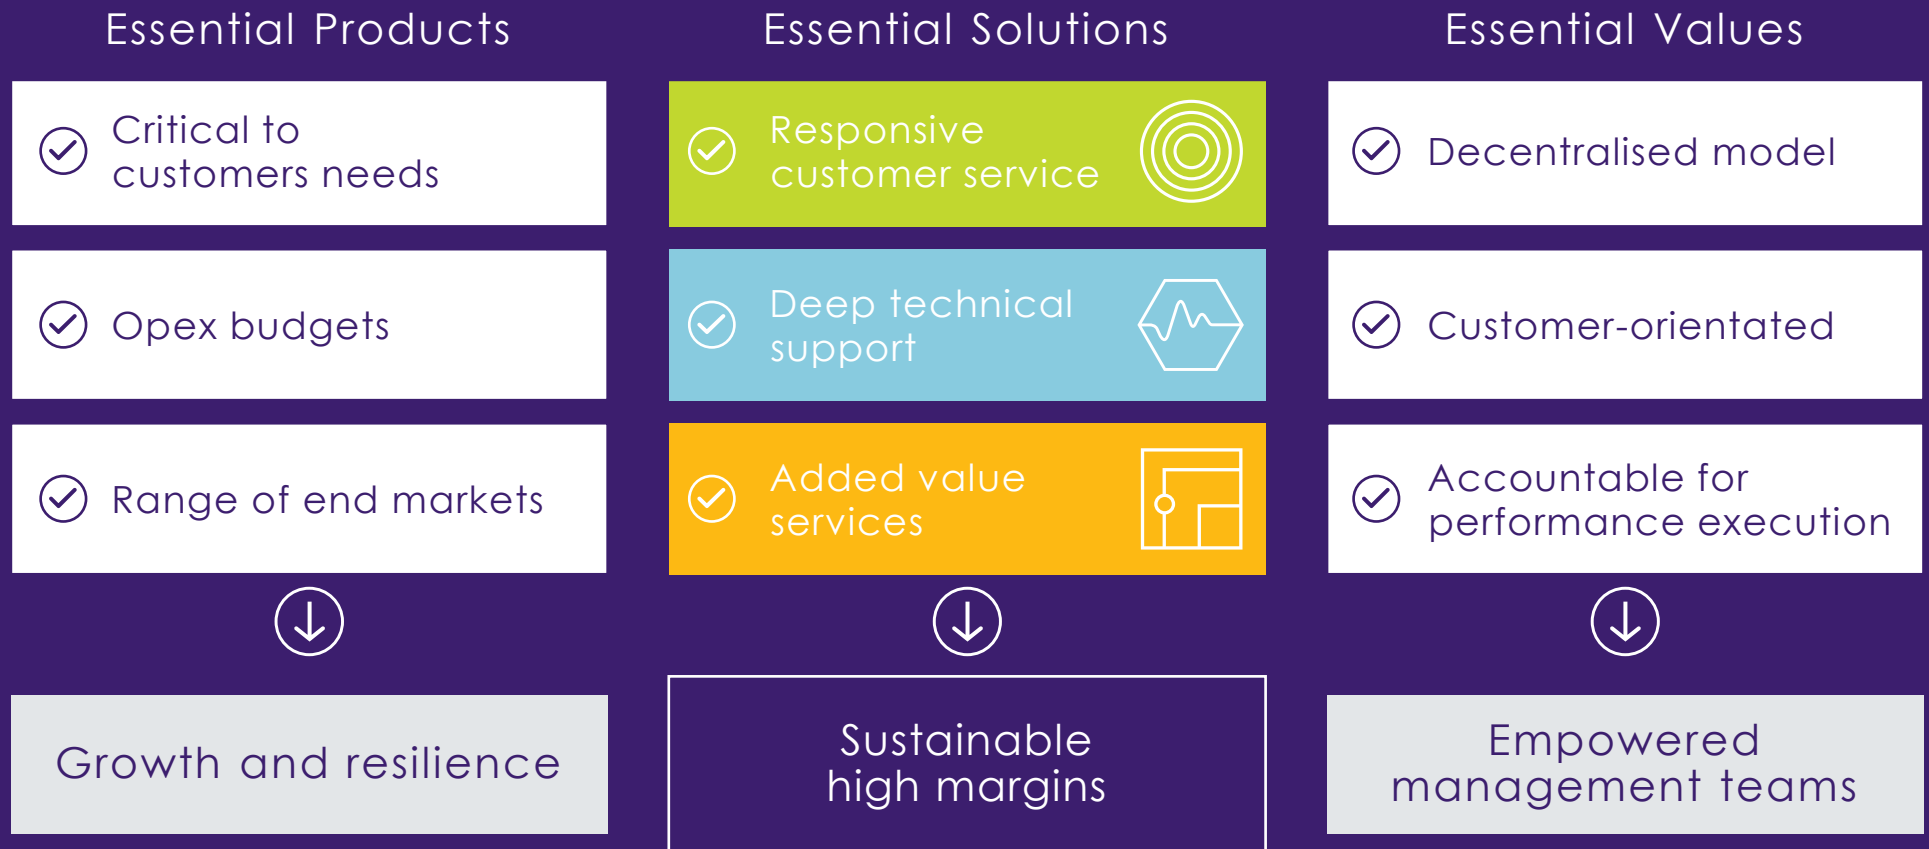 Essential Products
Critical to
customers needs
Opex budgets
Range of end markets
Growth and resilience
Essential Solutions
Responsive
customer service
Deep technical
support
Added value
services
Sustainable
high margins
Essential Values
Decentralised model
Customer-orientated
Accountable for
performance execution
Empowered
management teams